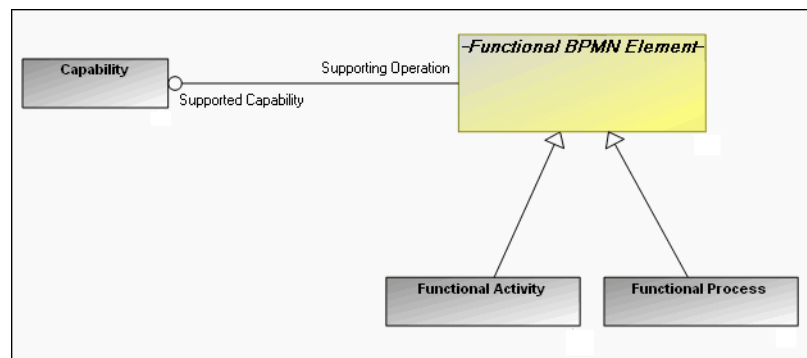 Functional BPMN Element
Capability
Supporting Operation
Supported Capability
Functional Activity
Functional Process